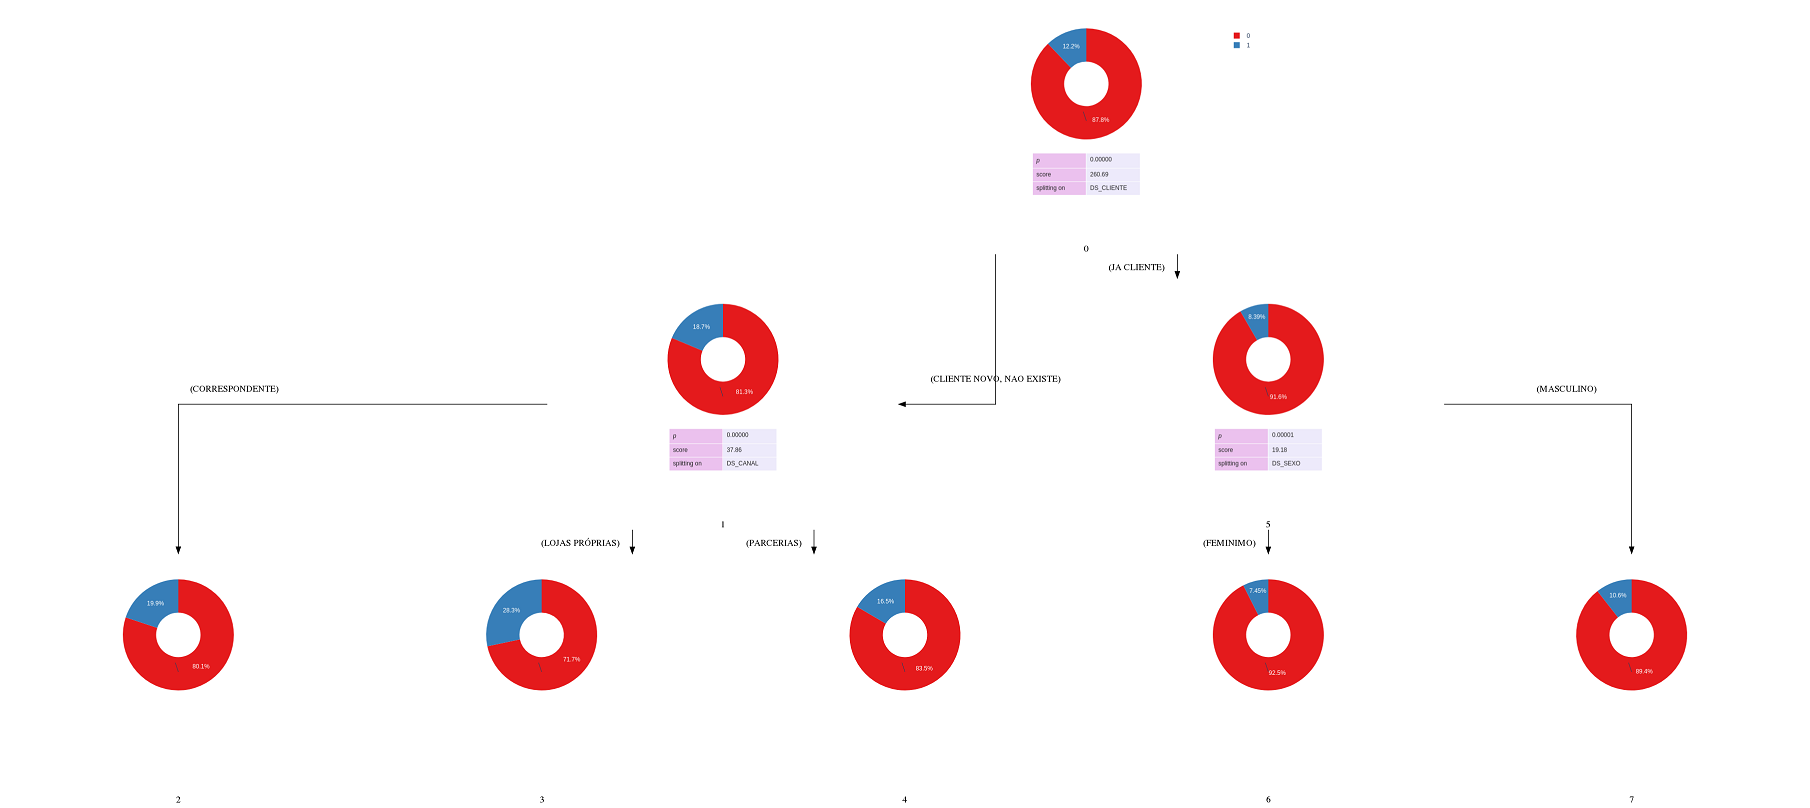 12.2%
87.8%
0
1
p 0.00000
score 260.69
splitting on DS_CLIENTE
0
(JA CLIENTE)
18.7%
81.3%
8.39%
91.6%
(CLIENTE NOVO, NAO EXISTE)
(CORRESPONDENTE)
(MASCULINO)
p 0.00000
score 37.86
splitting on DS_CANAL
p 0.00001
score 19.18
splitting on DS_SEXO
1
5
(LOJAS PRÓPRIAS)
(PARCERIAS)
(FEMINIMO)
19.9%
80.1%
28.3%
71.7%
16.5%
83.5%
7.45%
92.5%
10.6%
89.4%
2
3
4
6
7